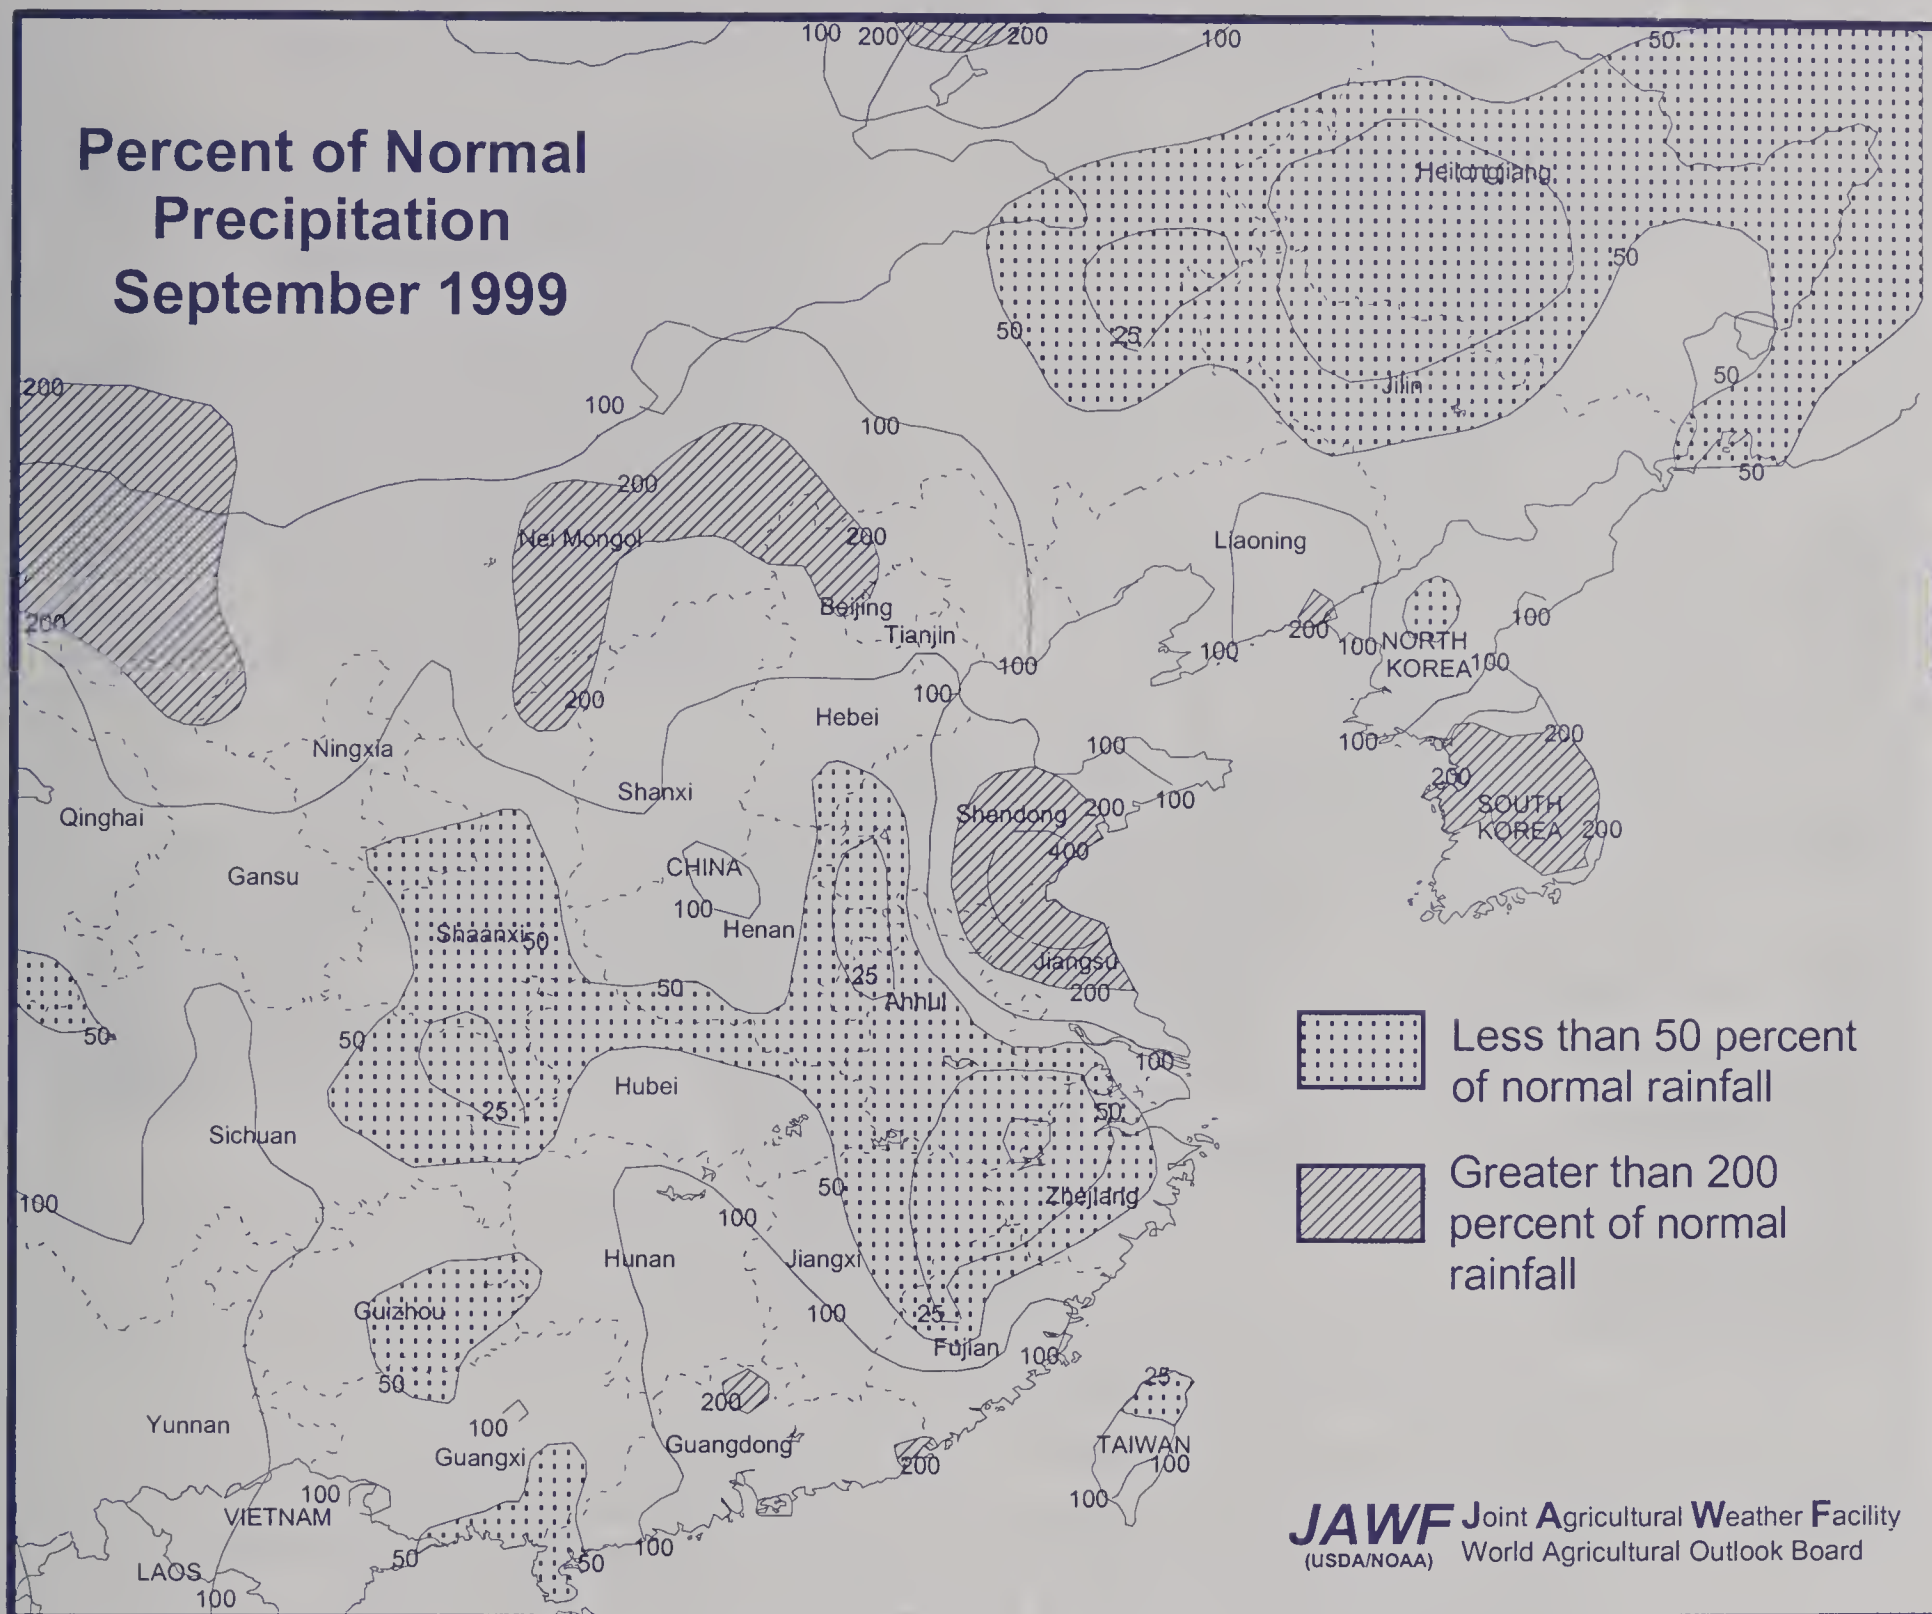 100 200 200 100 50
Percent of Normal
Precipitation
September 1999
Heilongjiang
50
50 25
50
Jilin
200
100
100
50
200
Nei Mongol
200
Liaoning
Beijing
Tianjin
200
200
100
100
200
100
NORTH
KOREA
100
100
100
200
Hebei
Ningxia
100
100
200
200
Shanxi
Qinghai
Shandong
200
100
SOUTH
KOREA
200
400
CHINA
Gansu
100
Henan
Shaanxi
50
Jiangsu
25
50
Anhui
200
50
50
100
Less than 50 percent
of normal rainfall
Hubei
25
50
Sichuan
Greater than 200
percent of normal
rainfall
50
Zhejiang
100
100
Hunan
Jiangxi
Guizhou
100
25
Fujian
100
50
25
200
100
Yunnan
Guangxi
Guangdong
200
TAIWAN
100
100
100
VIETNAM
50
50
100
LAOS
100
JAWF Joint Agricultural Weather Facility
(USDA/NOAA) World Agricultural Outlook Board